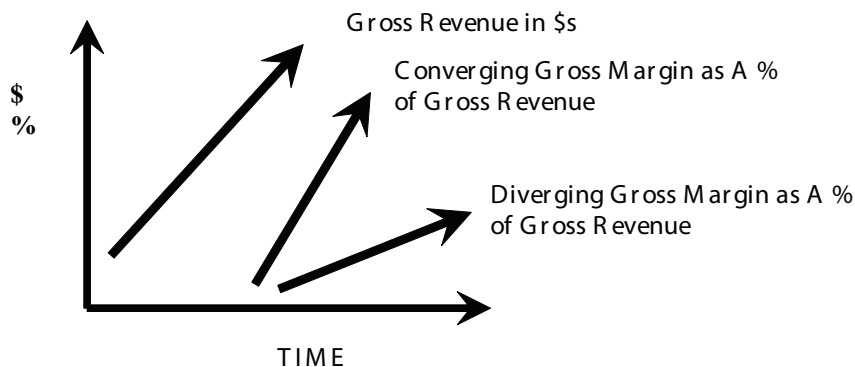 Gross Revenue in $s
Converging Gross Margin as A %
of Gross Revenue
$
%
Diverging Gross Margin as A %
of Gross Revenue
TIME